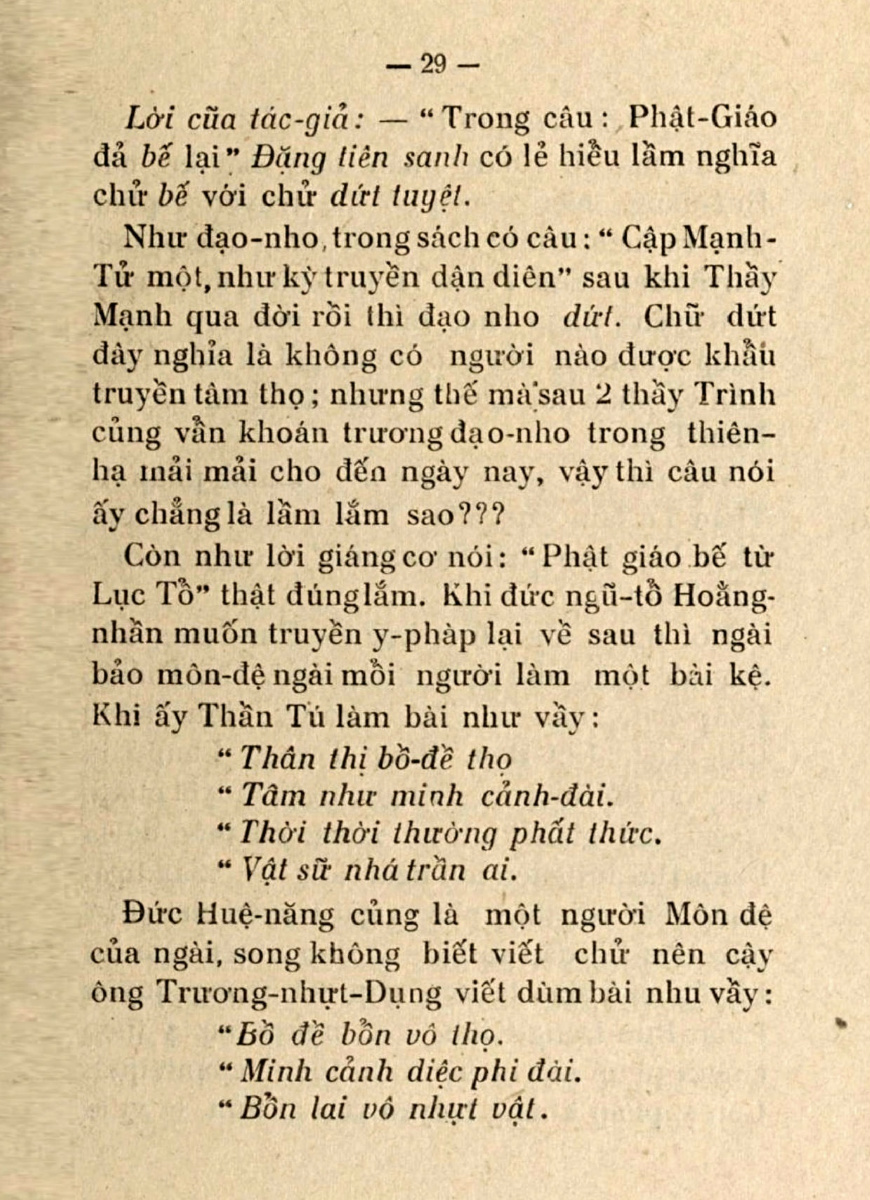 — 29 —
Lời cũa tác-giả: — “Trong câu: Phật-Giáo
đả bế lại” Đặng tiên sanh có lẻ hiểu lầm nghĩa
chử bế với chử dứt tuyệt.
Như đạo-nho, trong sách có câu: “Cập Mạnh-
Tử một, như kỳ truyền dận diên” sau khi Thầy
Mạnh qua đời rồi thì đạo nho dứt. Chữ dứt
đây nghỉa là không có người nào được khẩu
truyền tâm thọ; nhưng thế mà sau 2 thầy Trình
củng vẩn khoán trương đạo-nho trong thiên-
hạ mải mải cho đến ngày nay, vậy thì câu nói
ấy chẳng là lầm lắm sao???
Còn như lời giáng cơ nói: “Phật giáo bế từ
Lục Tổ” thật đúng lắm. Khi đức ngũ-tổ Hoằng-
nhần muốn truyền y-phàp lại về sau thì ngài
bảo môn-đệ ngài mỗi người làm một bài kệ.
Khi ấy Thần Tú làm bài như vầy:
“Thân thị bồ-đề thọ
“Tâm như minh cảnh-đài.
“Thời thời thường phất thức.
“Vật sữ nhá trần ai.
Đức Huệ-năng củng là một người Môn đệ
của ngài, song không biết viết chử nên cậy
ông Trương-nhựt-Dụng viết dùm bài nhu vầy:
“Bồ đề bổn vô thọ.
“Minh cảnh diệc phi đài.
“Bổn lai vô nhựt vật.